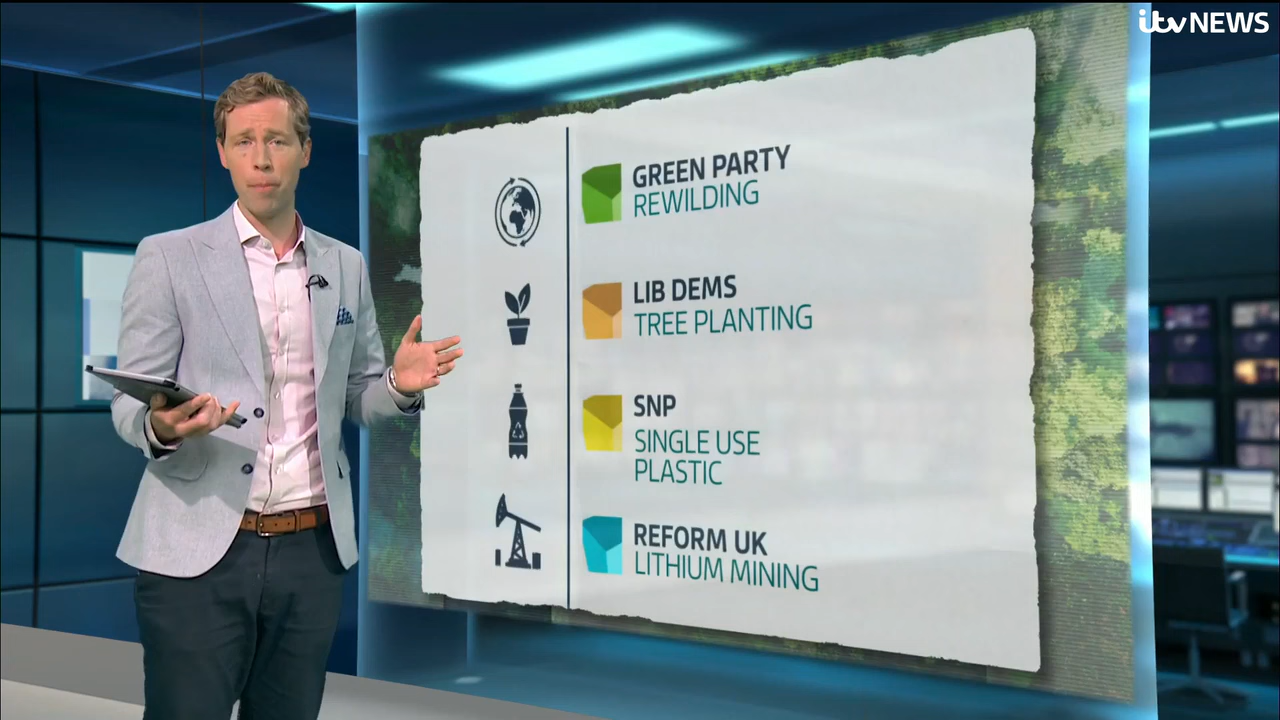 itv NEWS
GREEN PARTY
REWILDING
LIB DEMS
TREE PLANTING
SNP
SINGLE USE
PLASTIC
REFORM UK
LITHIUM MINING